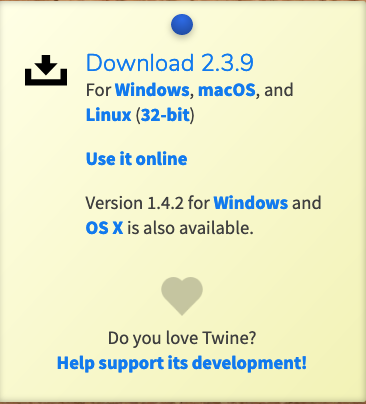 Download 2.3.9
For Windows, macOS, and
Linux (32-bit)
Use it online
Version 1.4.2 for Windows and
OS X is also available.
Do you love Twine?
Help support its development!